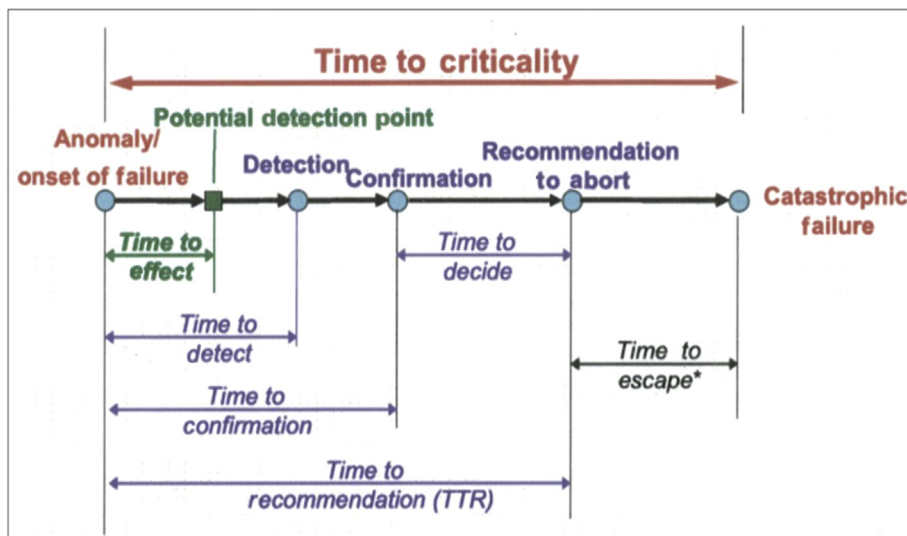 Time to criticality
Potential detection point
Anomaly/
onset of failure
Detection
Confirmation
Recommendation
to abort
Catastrophic
failure
Time to
effect
Time to
decide
Time to
detect
Time to
escape*
Time to
confirmation
Time to
recommendation (TTR)